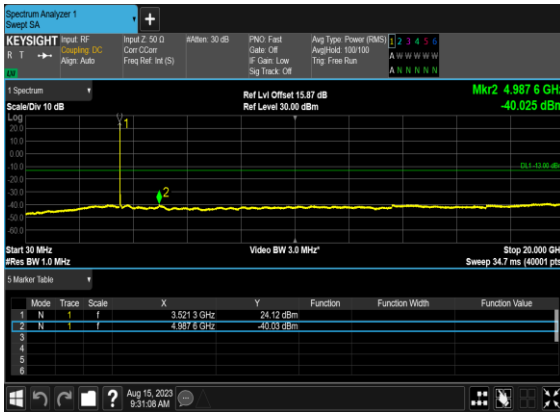 Spectrum Analyzer 1
Swept SA
+
KEYSIGHT Input: RF Input Z: 50 Ω #Atten: 30 dB PNO: Fast Avg Type: Power (RMS) 1 2 3 4 5 6
R T Coupling: DC Corr CCorr Gate: Off Avg|Hold: 100/100 A W W W W W
Align: Auto Freq Ref: Int (S) IF Gain: Low Trig: Free Run
LXI Sig Track: Off A N N N N N
1 Spectrum Ref Lvl Offset 15.87 dB Mkr2 4.987 6 GHz
Scale/Div 10 dB Ref Level 30.00 dBm -40.025 dBm
Log
1
20.0
10.0
0.00
-10.0
DL1 -13.00 dBm
-20.0
-30.0
2
-40.0
-50.0
-60.0
Start 30 MHz Video BW 3.0 MHz* Stop 20.000 GHz
#Res BW 1.0 MHz Sweep 34.7 ms (40001 pts)
5 Marker Table
Mode Trace Scale X Y Function Function Width Function Value
1 N 1 f 3.521 3 GHz 24.12 dBm
2 N 1 f 4.987 6 GHz -40.03 dBm
3
4
5
6
? Aug 15, 2023
9:31:08 AM